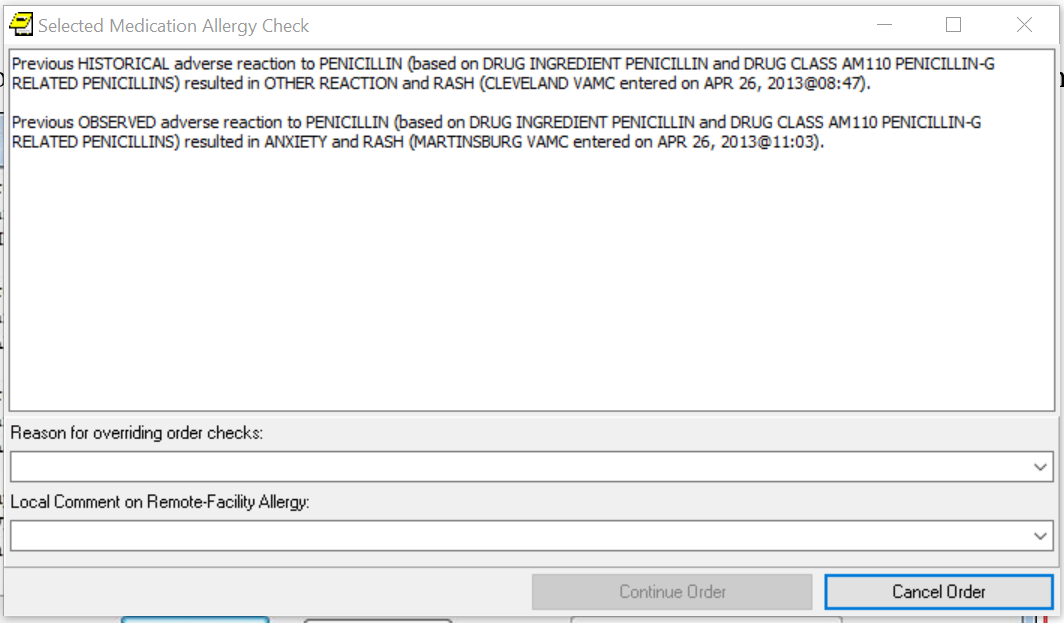 Selected Medication Allergy Check
Previous HISTORICAL adverse reaction to PENICILLIN (based on DRUG INGREDIENT PENICILLIN and DRUG CLASS AM110 PENICILLIN-G
RELATED PENICILLINS) resulted in OTHER REACTION and RASH (CLEVELAND VAMC entered on APR 26, 2013@08:47).
Previous OBSERVED adverse reaction to PENICILLIN (based on DRUG INGREDIENT PENICILLIN and DRUG CLASS AM110 PENICILLIN-G
RELATED PENICILLINS) resulted in ANXIETY and RASH (MARTINSBURG VAMC entered on APR 26, 2013@11:03).
Reason for overriding order checks:
Local Comment on Remote-Facility Allergy:
Continue Order
Cancel Order